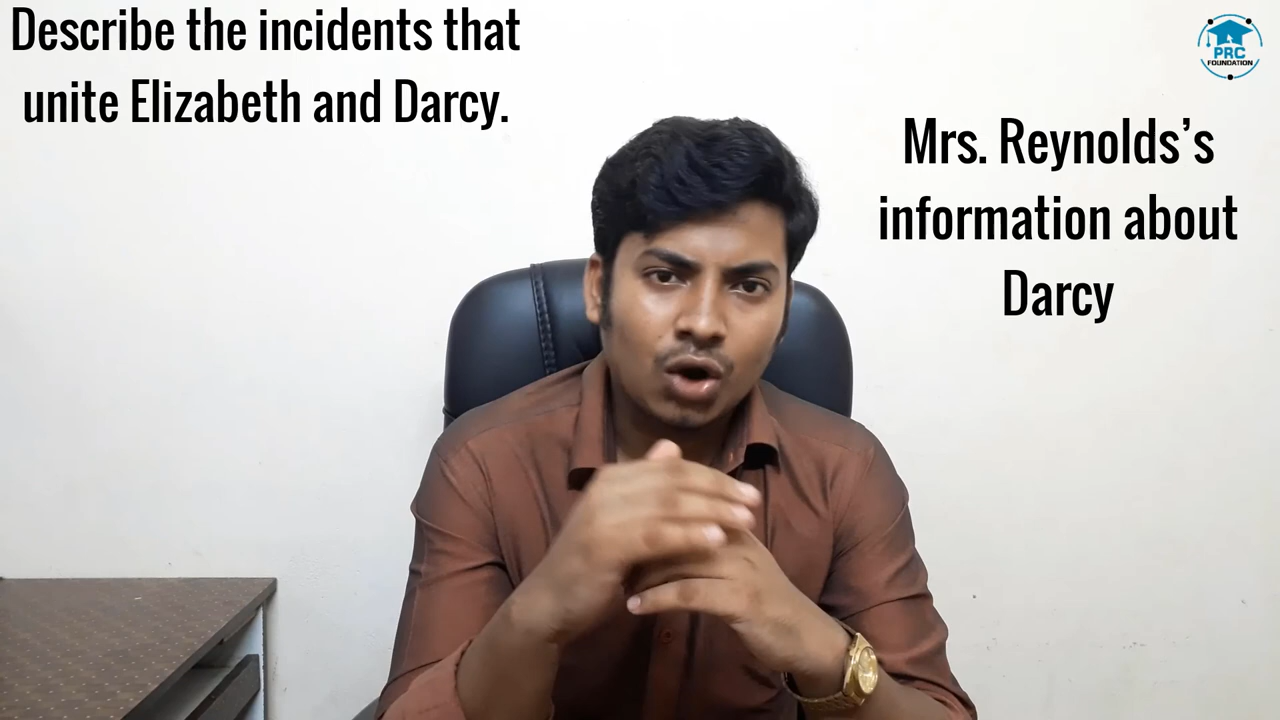 Describe the incidents that
unite Elizabeth and Darcy.
PRC
FOUNDATION
Mrs. Reynolds’s
information about
Darcy